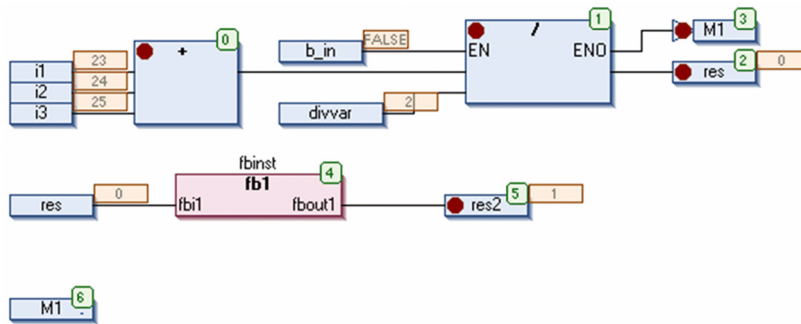 0
+
23
i1
24
i2
25
i3
FALSE
b_in
1
/
EN
ENO
2
divvar
3
M1
2
res
0
fbinst
4
fb1
res
0
fbi1
fbout1
5
res2
1
6
M1